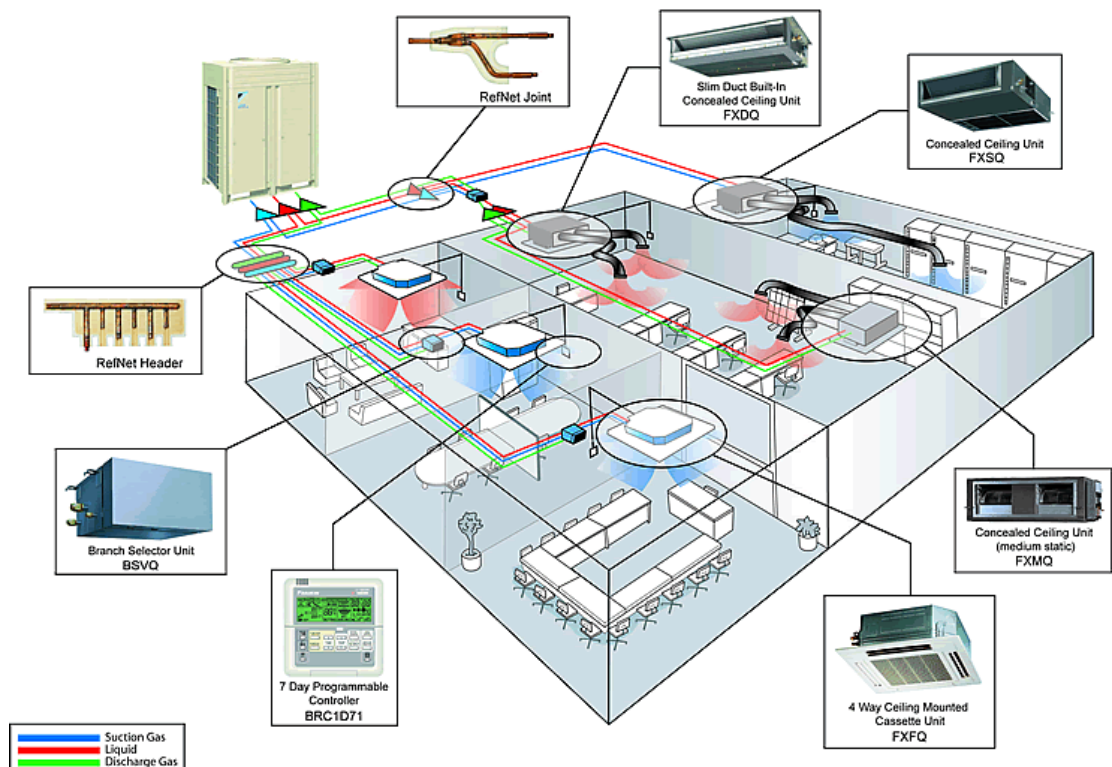 RefNet Joint
Slim Duct Built-In
Concealed Ceiling Unit
FXDQ
Concealed Ceiling Unit
FXSQ
RefNet Header
Branch Selector Unit
BSVQ
7 Day Programmable
Controller
BRC1D71
Concealed Ceiling Unit
(medium static)
FXMQ
4 Way Ceiling Mounted
Cassette Unit
FXFQ
Suction Gas
Liquid
Discharge Gas